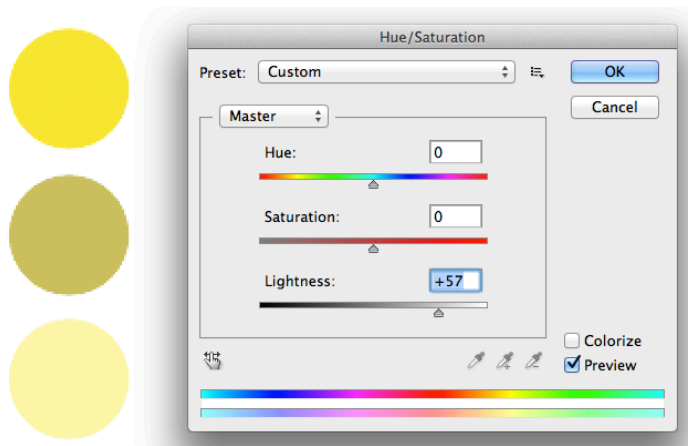 Hue/Saturation
Preset: Custom OK
Master Cancel
Hue: 0
Saturation: 0
Lightness: +57
Colorize
Preview